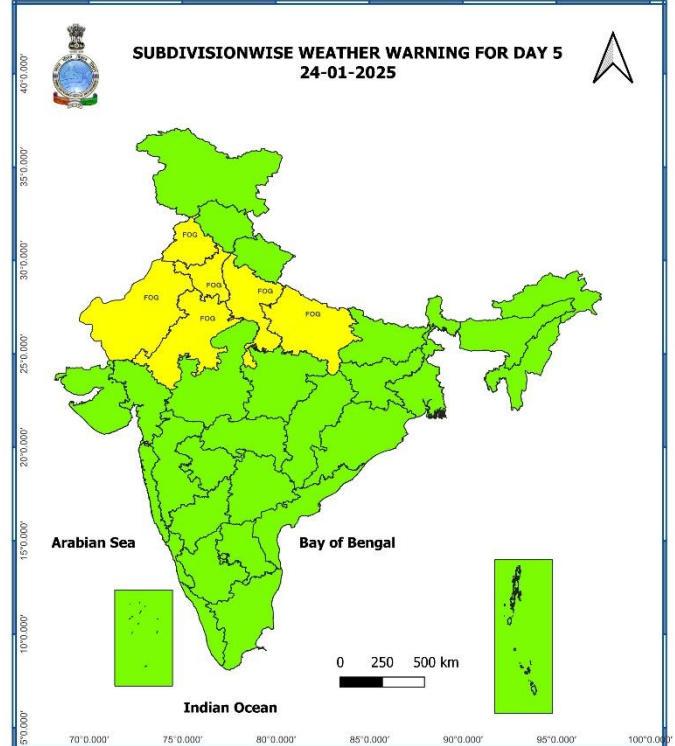 SUBDIVISIONWISE WEATHER WARNING FOR DAY 5
24-01-2025
40°0.000'
35°0.000'
30°0.000'
25°0.000'
20°0.000'
15°0.000'
10°0.000'
5°0.000'
FOG
FOG
FOG
FOG
FOG
FOG
Arabian Sea
Bay of Bengal
0 250 500 km
Indian Ocean
70°0.000' 75°0.000' 80°0.000' 85°0.000' 90°0.000' 95°0.000' 100°0.000'